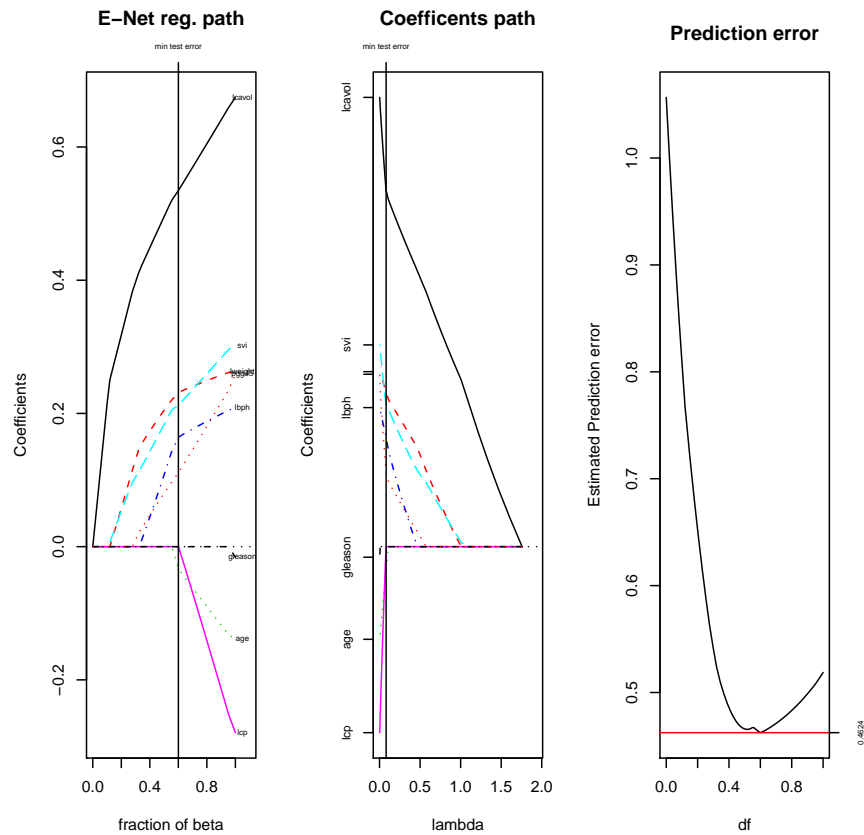 E−Net reg. path
min test error
Coefficients
0.6
0.4
0.2
0.0
−0.2
lcavol
svi
lweight
lbph
gleason
age
lcp
0.0
0.4
0.8
fraction of beta
Coefficents path
min test error
Coefficients
lcavol
svi
lbph
gleason
age
lcp
0.0
0.5
1.0
1.5
2.0
lambda
Prediction error
Estimated Prediction error
1.0
0.9
0.8
0.7
0.6
0.5
0.4624
0.0
0.4
0.8
df